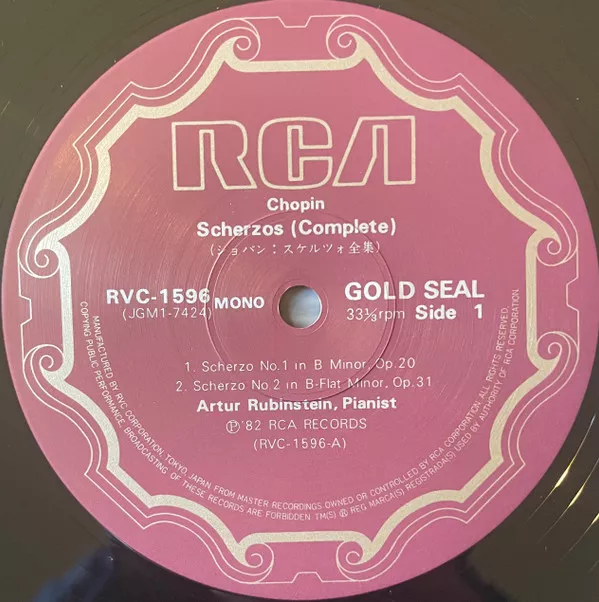 RCA
Chopin
Scherzos (Complete)
(ショパン：スケルツォ全集)
RVC-1596 MONO GOLD SEAL
(JGM1-7424) 33⅓rpm Side 1
1. Scherzo No.1 in B Minor, Op.20
2. Scherzo No.2 in B-Flat Minor, Op.31
Artur Rubinstein, Pianist
Ⓟ'82 RCA RECORDS
(RVC-1596-A)
MANUFACTURED BY RVC CORPORATION, TOKYO, JAPAN FROM MASTER RECORDINGS OWNED OR CONTROLLED BY RCA CORPORATION. ALL RIGHTS RESERVED.
COPYING PUBLIC PERFORMANCE, BROADCASTING OF THESE RECORDS ARE FORBIDDEN TM(S) ® REG MARCA(S) REGISTRADA(S) USED BY AUTHORITY OF RCA CORPORATION.